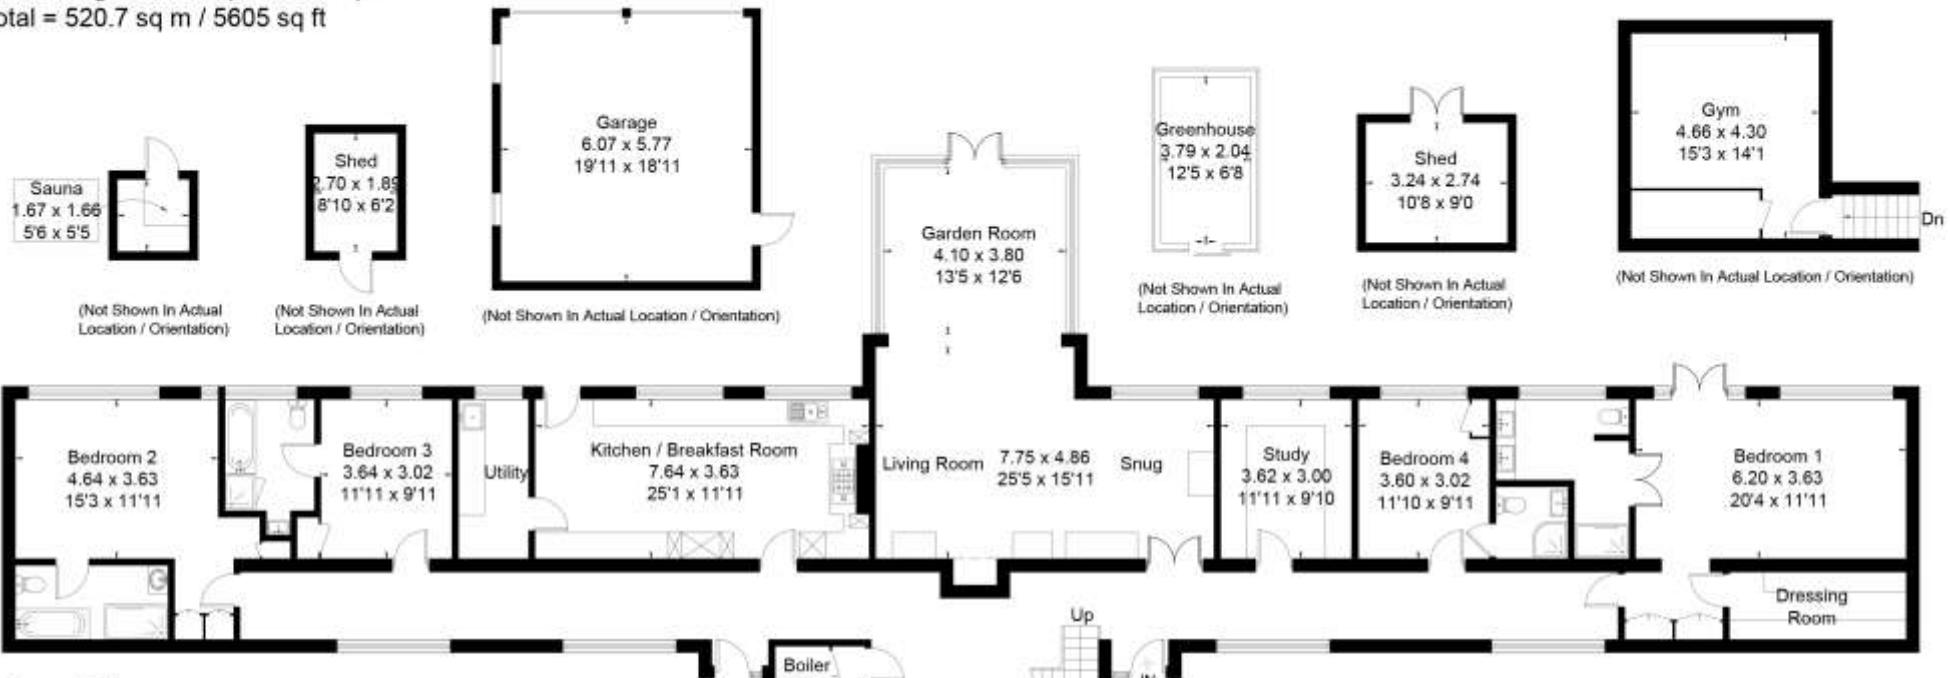 otal = 520.7 sq m / 5605 sq ft
Sauna
1.67 x 1.66
5'6 x 5'5
(Not Shown In Actual
Location / Orientation)
Shed
2.70 x 1.89
8'10 x 6'2
(Not Shown In Actual
Location / Orientation)
Garage
6.07 x 5.77
19'11 x 18'11
(Not Shown In Actual Location / Orientation)
Garden Room
4.10 x 3.80
13'5 x 12'6
Greenhouse
3.79 x 2.04
12'5 x 6'8
(Not Shown In Actual
Location / Orientation)
Shed
3.24 x 2.74
10'8 x 9'0
(Not Shown In Actual
Location / Orientation)
Gym
4.66 x 4.30
15'3 x 14'1
Dn
(Not Shown In Actual Location / Orientation)
Bedroom 2
4.64 x 3.63
15'3 x 11'11
Bedroom 3
3.64 x 3.02
11'11 x 9'11
Utility
Kitchen / Breakfast Room
7.64 x 3.63
25'1 x 11'11
Living Room
7.75 x 4.86
25'5 x 15'11
Snug
Study
3.62 x 3.00
11'11 x 9'10
Bedroom 4
3.60 x 3.02
11'10 x 9'11
Bedroom 1
6.20 x 3.63
20'4 x 11'11
Dressing
Room
Up
Boiler
IN